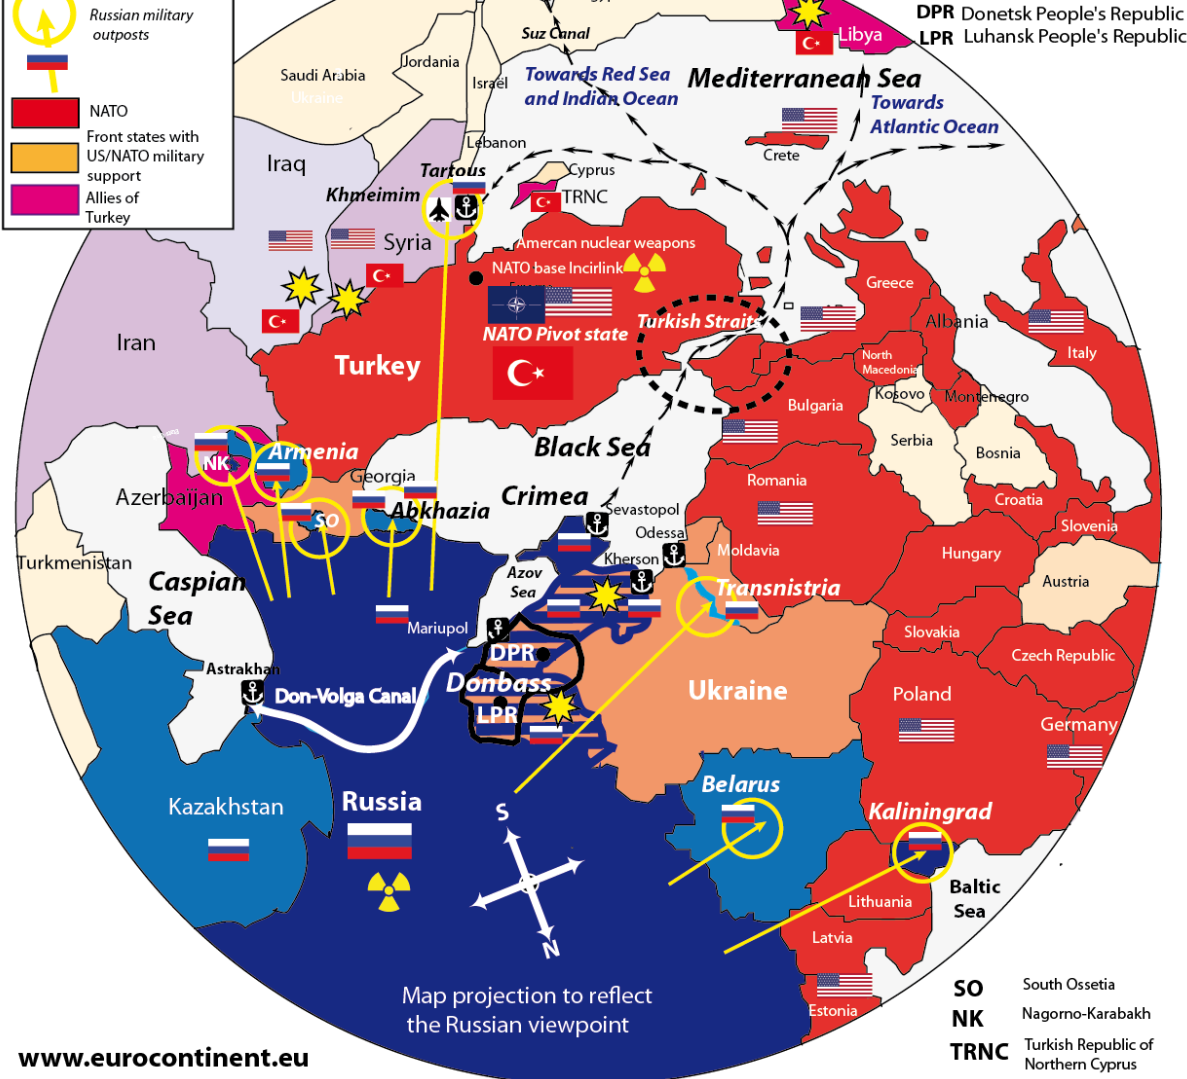 Russian military
outposts
NATO
Front states with
US/NATO military
support
Allies of
Turkey
DPR Donetsk People's Republic
LPR Luhansk People's Republic
Suz Canal
Libya
Saudi Arabia
Ukraine
Jordania
Israël
Towards Red Sea
and Indian Ocean
Mediterranean Sea
Towards
Atlantic Ocean
Lebanon
Crete
Iraq
Tartous
Khmeimim
Cyprus
TRNC
Syria
Amercan nuclear weapons
NATO base Incirlink
Greece
Albania
Italy
Iran
NATO Pivot state
Turkish Straits
Turkey
North
Macedonia
Kosovo
Montenegro
Bulgaria
Serbia
Bosnia
Black Sea
Armenia
NK
Georgia
Azerbaïjan
Abkhazia
SO
Crimea
Sevastopol
Romania
Croatia
Slovenia
Odessa
Kherson
Moldavia
Hungary
Austria
Turkmenistan
Caspian
Sea
Azov
Sea
Transnistria
Mariupol
Slovakia
Czech Republic
DPR
Astrakhan
Donbass
Don-Volga Canal
LPR
Ukraine
Poland
Germany
Belarus
Kazakhstan
Russia
S
Kaliningrad
Baltic
Sea
Lithuania
Latvia
N
Estonia
Map projection to reflect
the Russian viewpoint
SO South Ossetia
NK Nagorno-Karabakh
TRNC Turkish Republic of
Northern Cyprus
www.eurocontinent.eu